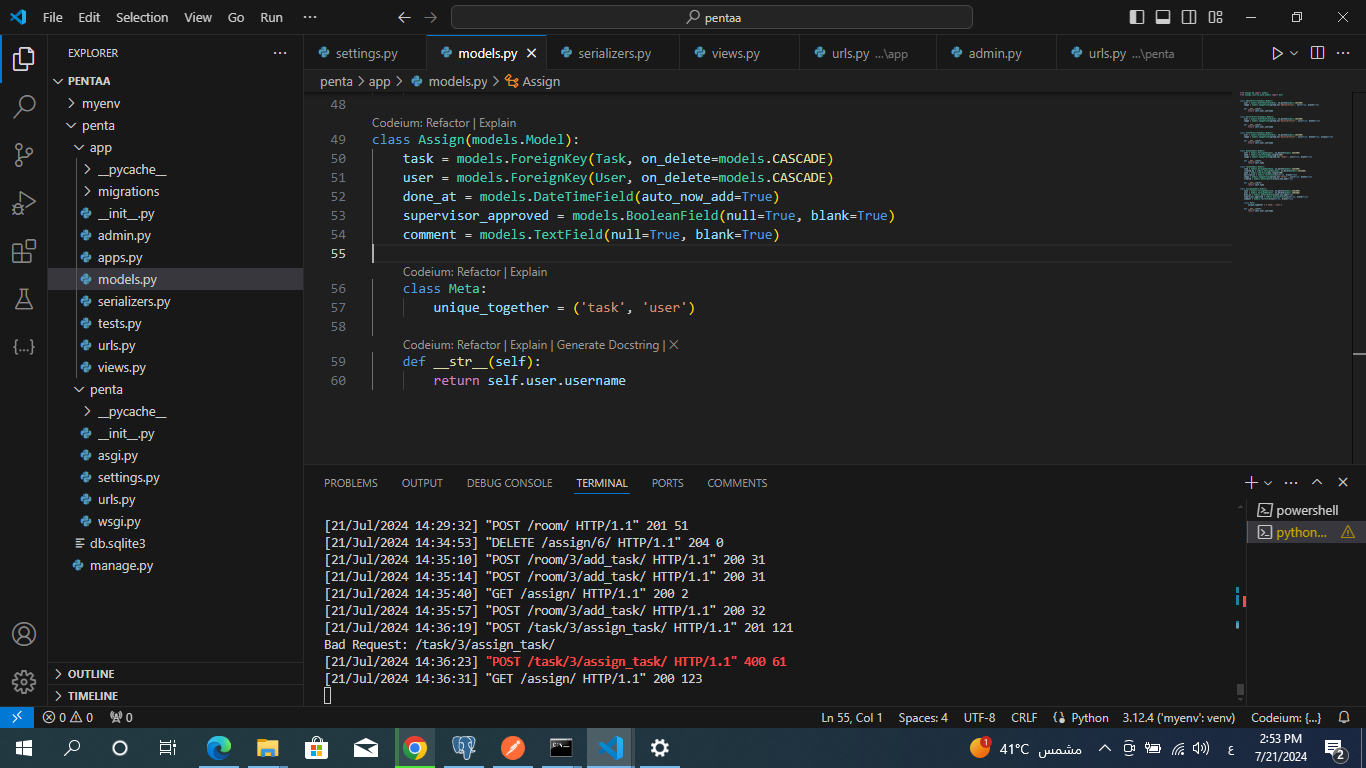 File Edit Selection View Go Run ··· pentaa
EXPLORER ···
PENTAA
myenv
penta
app
__pycache__
migrations
__init__.py
admin.py
apps.py
models.py
serializers.py
tests.py
urls.py
views.py
penta
__pycache__
__init__.py
asgi.py
settings.py
urls.py
wsgi.py
db.sqlite3
manage.py
OUTLINE
TIMELINE
settings.py models.py serializers.py views.py urls.py ...\app admin.py urls.py ...\penta
penta > app > models.py > Assign
48
Codeium: Refactor | Explain
49 class Assign(models.Model):
50 task = models.ForeignKey(Task, on_delete=models.CASCADE)
51 user = models.ForeignKey(User, on_delete=models.CASCADE)
52 done_at = models.DateTimeField(auto_now_add=True)
53 supervisor_approved = models.BooleanField(null=True, blank=True)
54 comment = models.TextField(null=True, blank=True)
55
Codeium: Refactor | Explain
56 class Meta:
57 unique_together = ('task', 'user')
58
Codeium: Refactor | Explain | Generate Docstring | ×
59 def __str__(self):
60 return self.user.username
PROBLEMS OUTPUT DEBUG CONSOLE TERMINAL PORTS COMMENTS
[21/Jul/2024 14:29:32] "POST /room/ HTTP/1.1" 201 51
[21/Jul/2024 14:34:53] "DELETE /assign/6/ HTTP/1.1" 204 0
[21/Jul/2024 14:35:10] "POST /room/3/add_task/ HTTP/1.1" 200 31
[21/Jul/2024 14:35:14] "POST /room/3/add_task/ HTTP/1.1" 200 31
[21/Jul/2024 14:35:40] "GET /assign/ HTTP/1.1" 200 2
[21/Jul/2024 14:35:57] "POST /room/3/add_task/ HTTP/1.1" 200 32
[21/Jul/2024 14:36:19] "POST /task/3/assign_task/ HTTP/1.1" 201 121
Bad Request: /task/3/assign_task/
[21/Jul/2024 14:36:23] "POST /task/3/assign_task/ HTTP/1.1" 400 61
[21/Jul/2024 14:36:31] "GET /assign/ HTTP/1.1" 200 123
powershell
python...
0 0 0 Ln 55, Col 1 Spaces: 4 UTF-8 CRLF Python 3.12.4 ('myenv': venv) Codeium: {...}
1 41°C مشمس ع 2:53 PM
7/21/2024 2